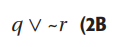 q ∨ ~r (2B